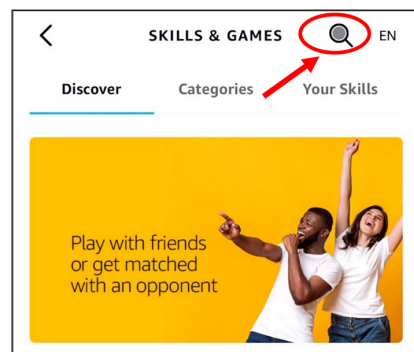 SKILLS & GAMES EN
Discover Categories Your Skills
Play with friends
or get matched
with an opponent